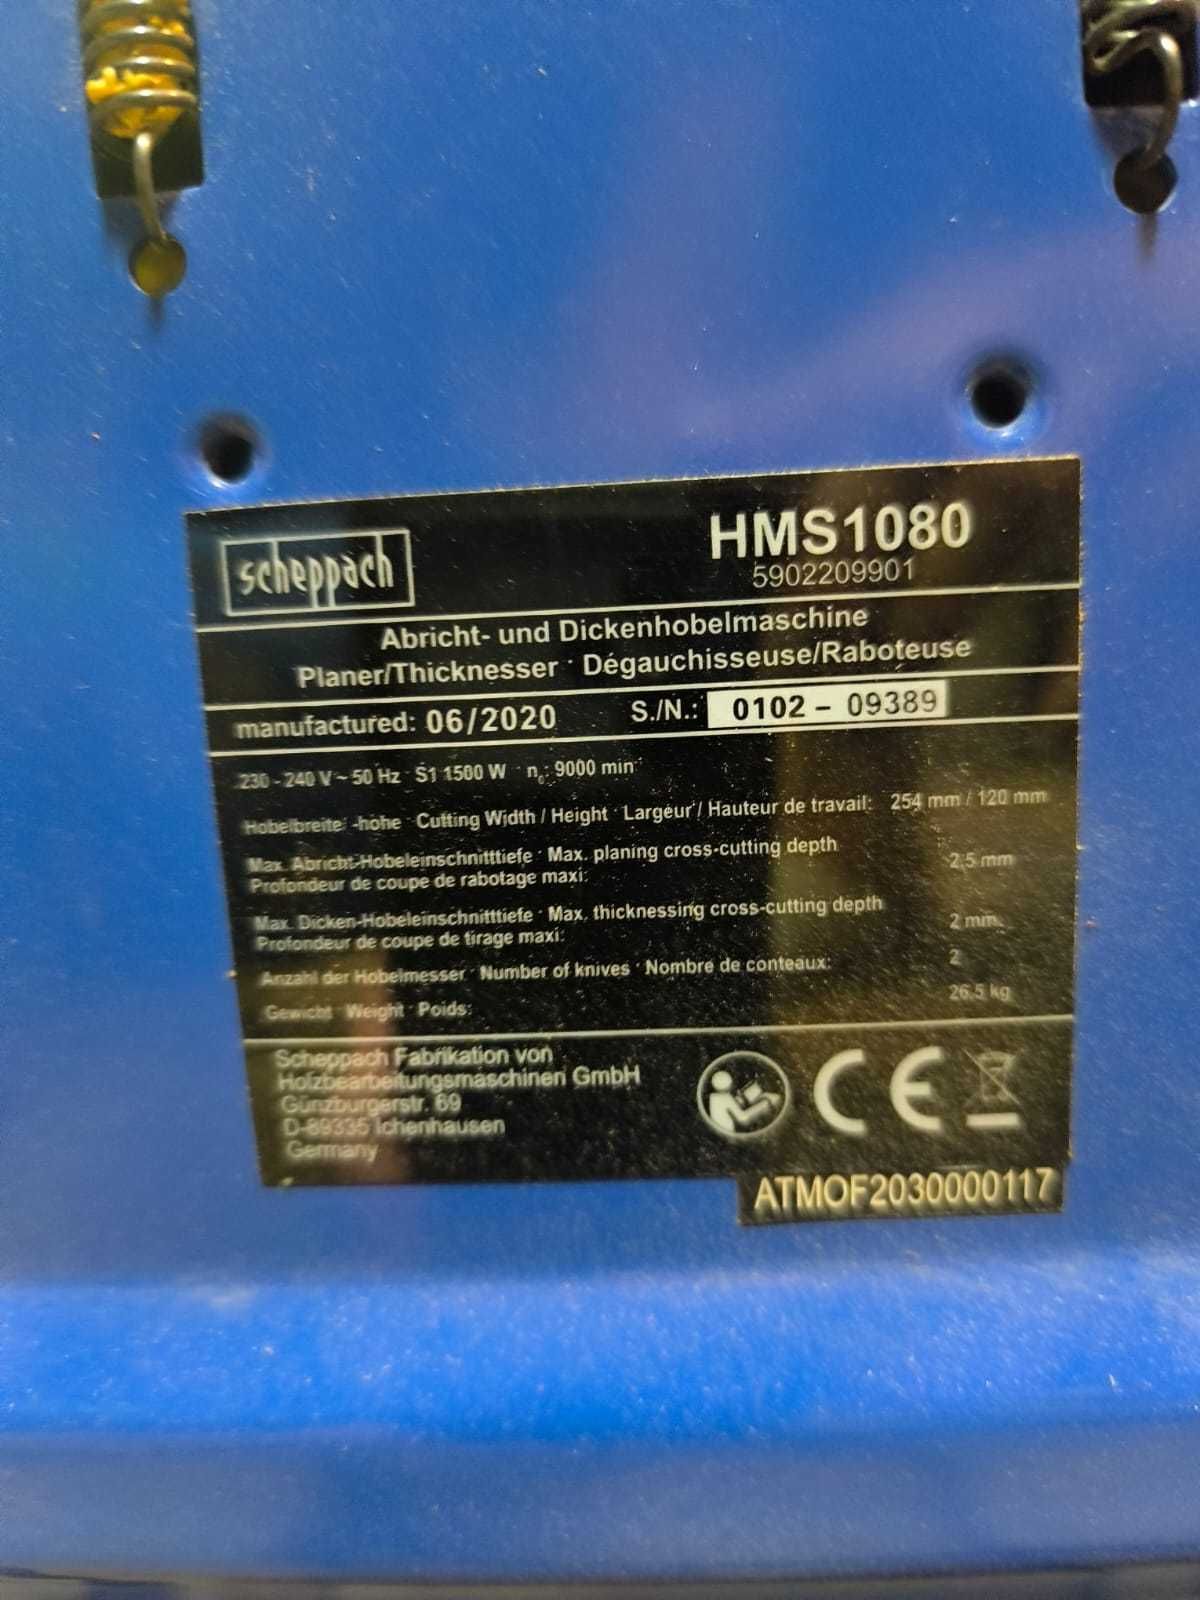 scheppach
HMS1080
5902209901
Abricht- und Dickenhobelmaschine
Planer/Thicknesser · Dégauchisseuse/Raboteuse
manufactured: 06/2020 S./N.: 0102 – 09389
230 - 240 V ~ 50 Hz · S1 1500 W · n₀: 9000 min
Hobelbreite/ -höhe · Cutting Width / Height · Largeur / Hauteur de travail: 254 mm / 120 mm
Max. Abricht-Hobeleinschnitttiefe · Max. planing cross-cutting depth
Profondeur de coupe de rabotage maxi: 2,5 mm
Max. Dicken-Hobeleinschnitttiefe · Max. thicknessing cross-cutting depth
Profondeur de coupe de tirage maxi: 2 mm
Anzahl der Hobelmesser · Number of knives · Nombre de conteaux: 2
Gewicht · Weight · Poids: 26,5 kg
Scheppach Fabrikation von
Holzbearbeitungsmaschinen GmbH
Günzburgerstr. 69
D-89335 Ichenhausen
Germany
CE
ATMOF2030000117